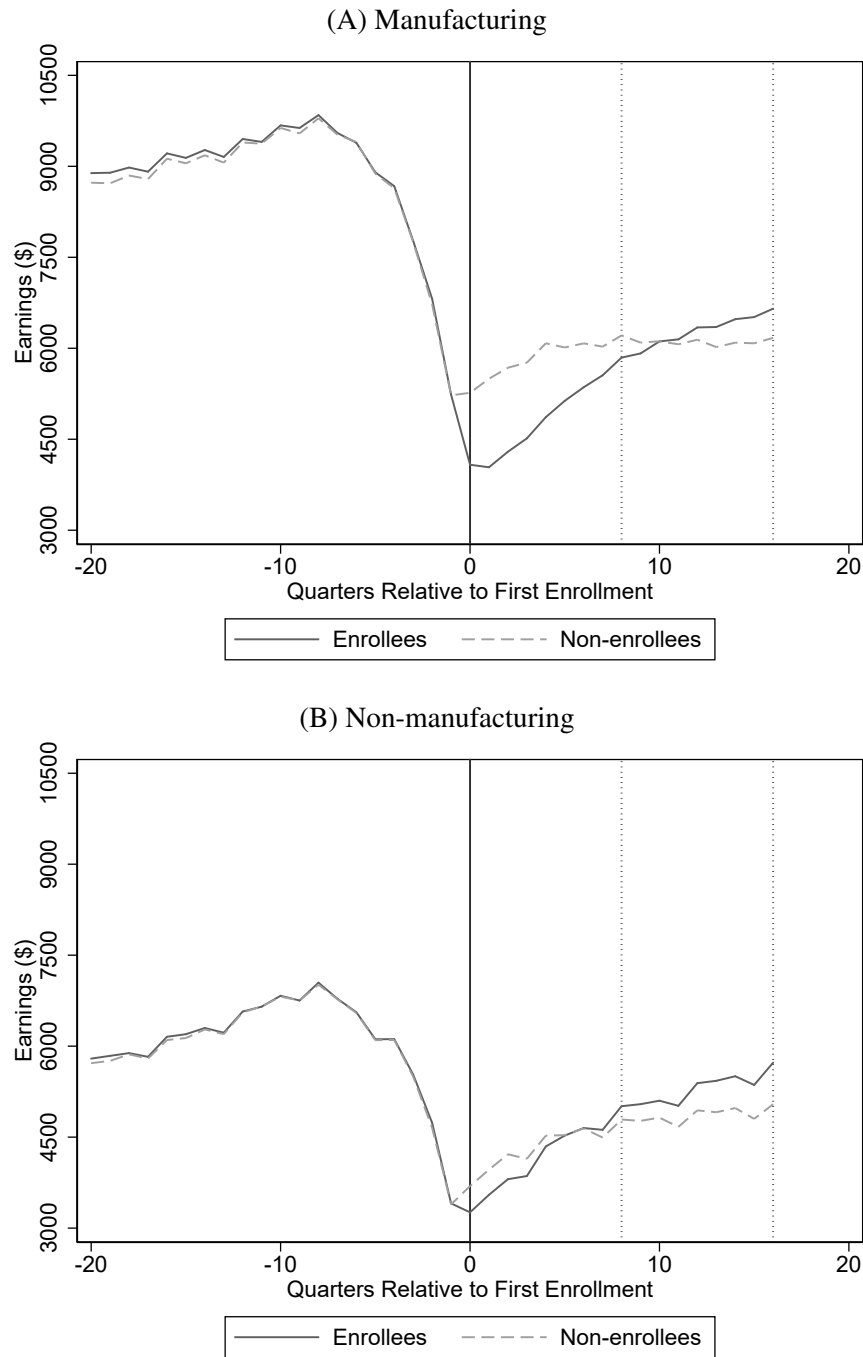 (A) Manufacturing
10500
9000
7500
6000
4500
3000
Earnings ($)
-20 -10 0 10 20
Quarters Relative to First Enrollment
Enrollees Non-enrollees
(B) Non-manufacturing
10500
9000
7500
6000
4500
3000
Earnings ($)
-20 -10 0 10 20
Quarters Relative to First Enrollment
Enrollees Non-enrollees